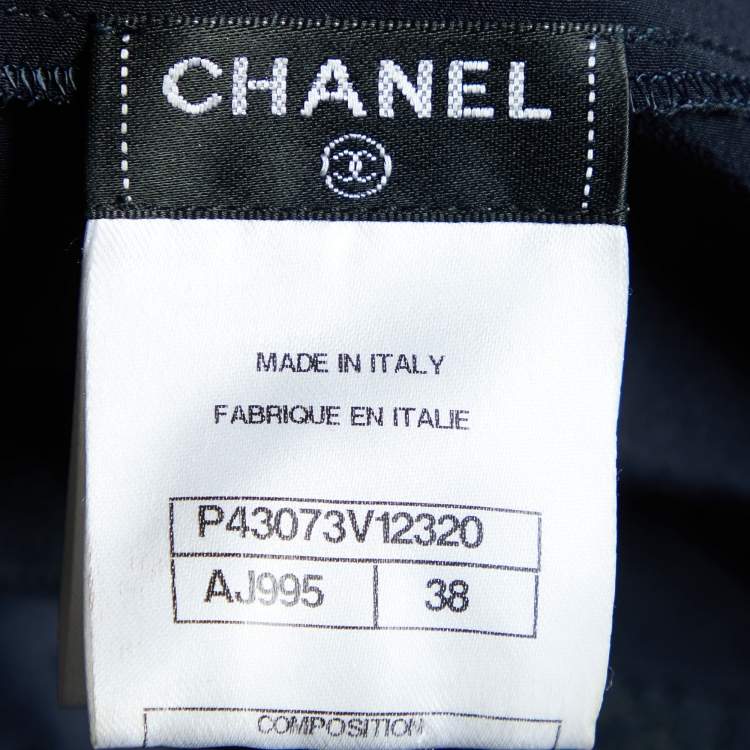 CHANEL
MADE IN ITALY
FABRIQUE EN ITALIE
P43073V12320
AJ995 38
COMPOSITION